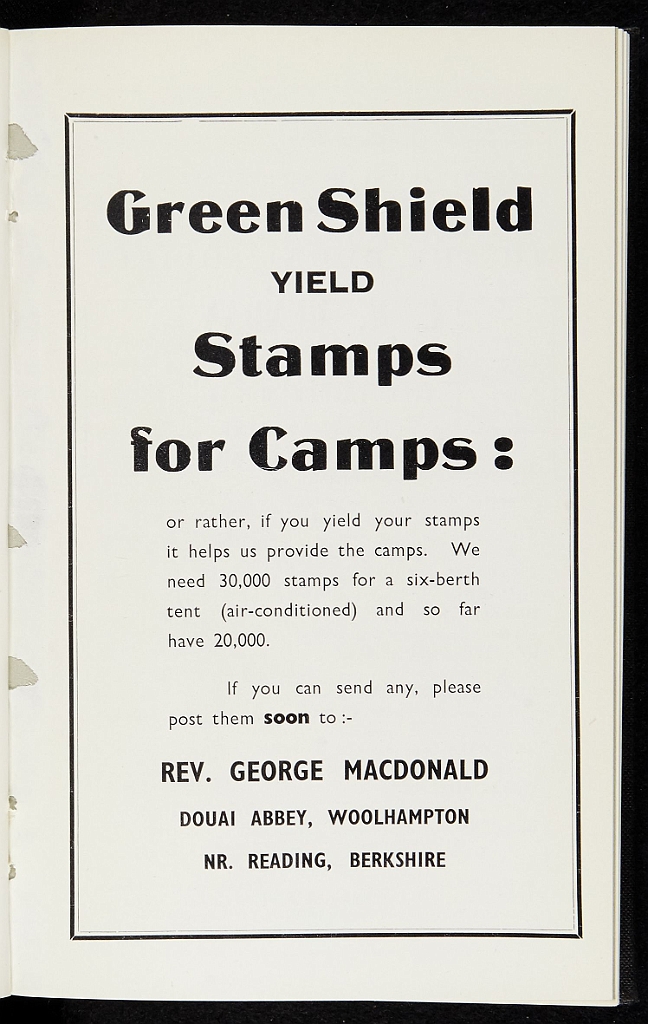 Green Shield
YIELD
Stamps
for Camps :
or rather, if you yield your stamps
it helps us provide the camps. We
need 30,000 stamps for a six-berth
tent (air-conditioned) and so far
have 20,000.
If you can send any, please
post them soon to :-
REV. GEORGE MACDONALD
DOUAI ABBEY, WOOLHAMPTON
NR. READING, BERKSHIRE